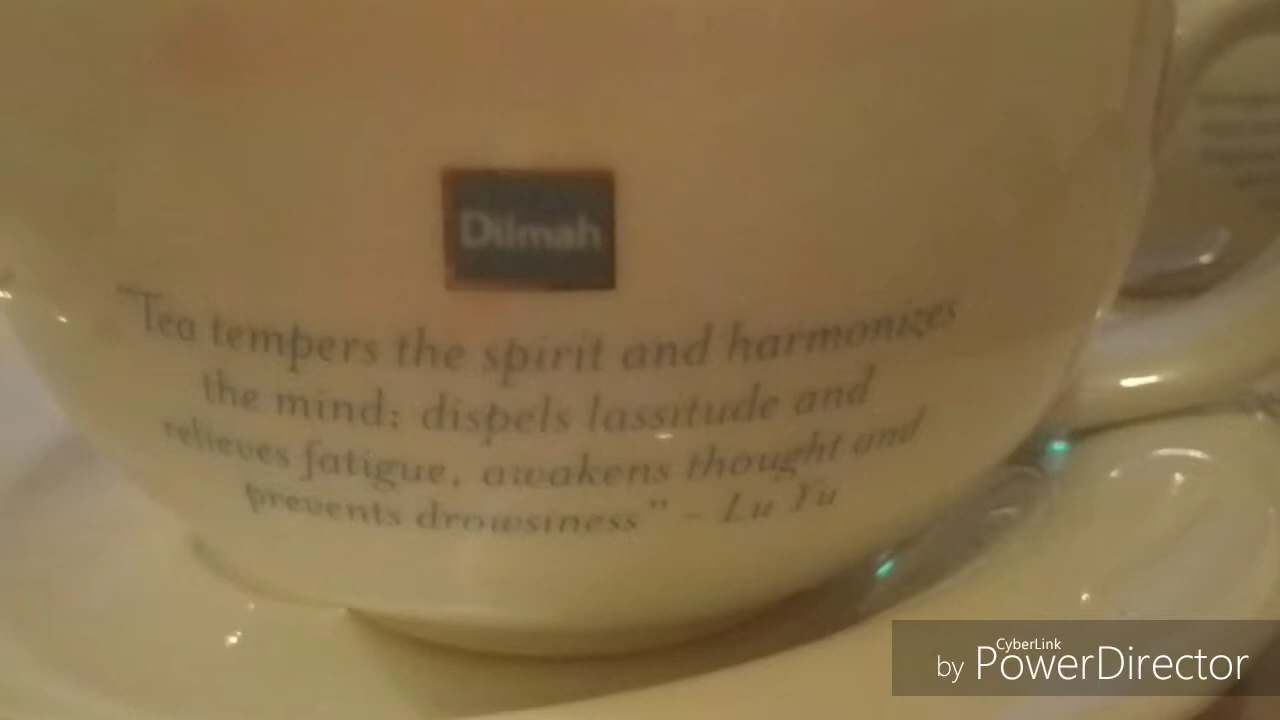 Dilmah
"Tea tempers the spirit and harmonizes
the mind: dispels lassitude and
relieves fatigue, awakens thought and
prevents drowsiness" - Lu Yu
CyberLink
by PowerDirector